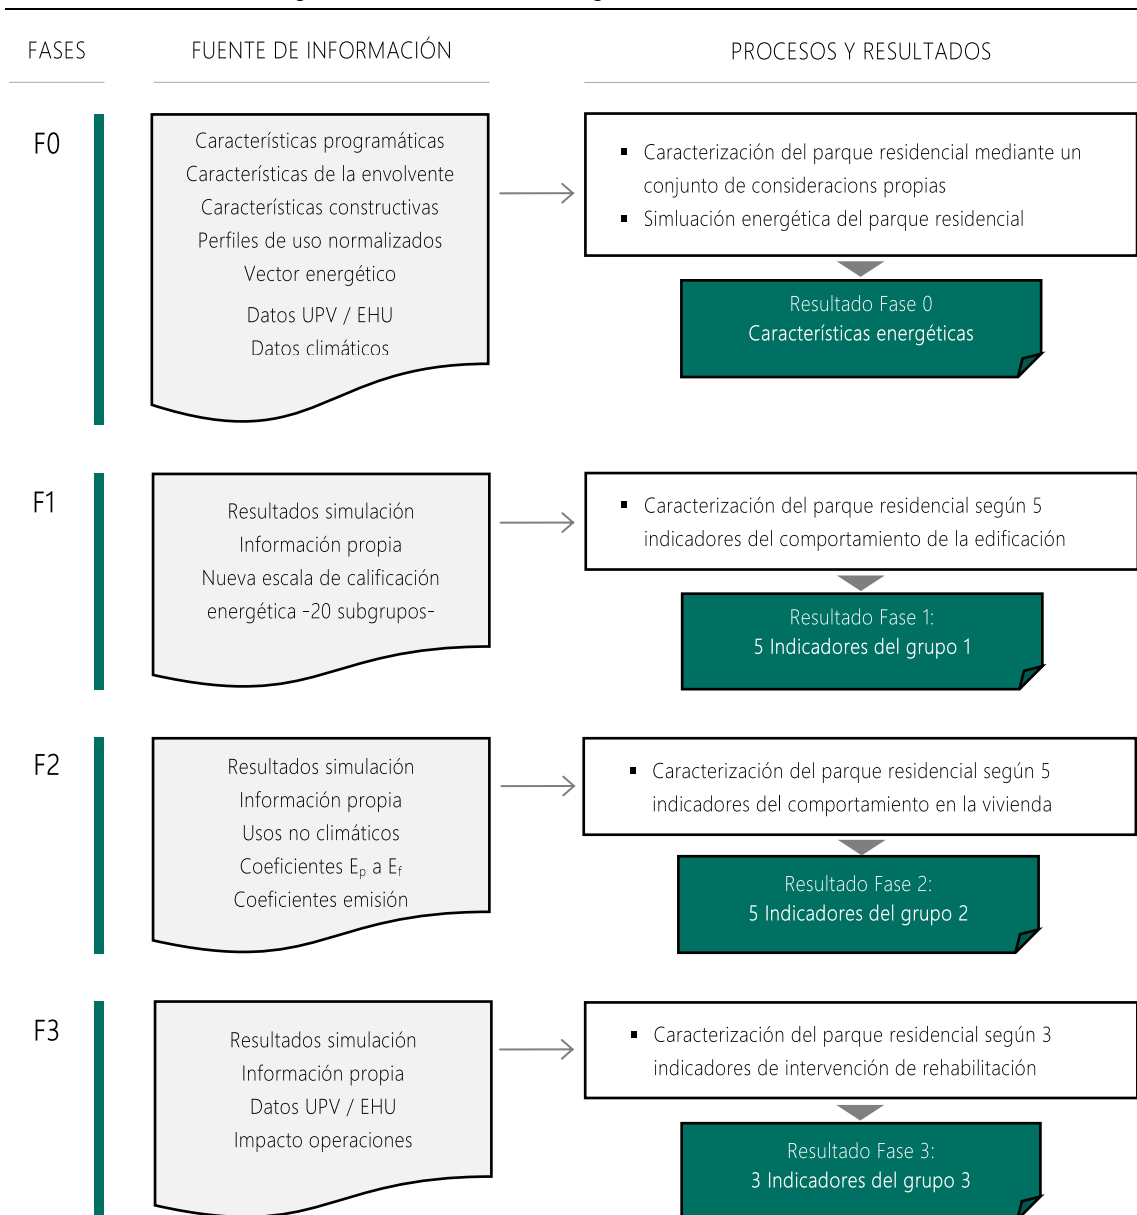 FASES
FUENTE DE INFORMACIÓN
PROCESOS Y RESULTADOS
F0
Características programáticas
Características de la envolvente
Características constructivas
Perfiles de uso normalizados
Vector energético
Datos UPV / EHU
Datos climáticos
▪ Caracterización del parque residencial mediante un
conjunto de consideracions propias
▪ Simluación energética del parque residencial
Resultado Fase 0
Características energéticas
F1
Resultados simulación
Información propia
Nueva escala de calificación
energética -20 subgrupos-
▪ Caracterización del parque residencial según 5
indicadores del comportamiento de la edificación
Resultado Fase 1:
5 Indicadores del grupo 1
F2
Resultados simulación
Información propia
Usos no climáticos
Coeficientes Ep a Ef
Coeficientes emisión
▪ Caracterización del parque residencial según 5
indicadores del comportamiento en la vivienda
Resultado Fase 2:
5 Indicadores del grupo 2
F3
Resultados simulación
Información propia
Datos UPV / EHU
Impacto operaciones
▪ Caracterización del parque residencial según 3
indicadores de intervención de rehabilitación
Resultado Fase 3:
3 Indicadores del grupo 3